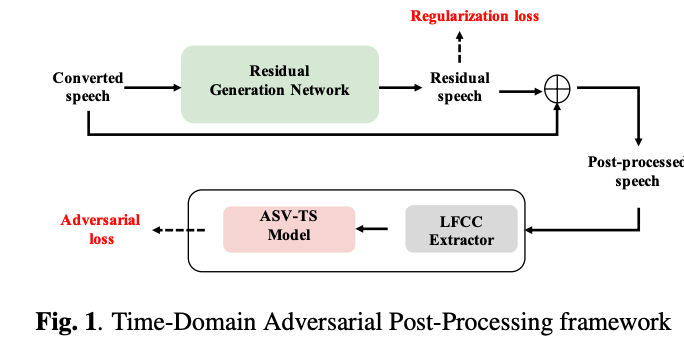 Regularization loss
Converted
speech
Residual
Generation Network
Residual
speech
Post-processed
speech
Adversarial
loss
ASV-TS
Model
LFCC
Extractor
Fig. 1. Time-Domain Adversarial Post-Processing framework